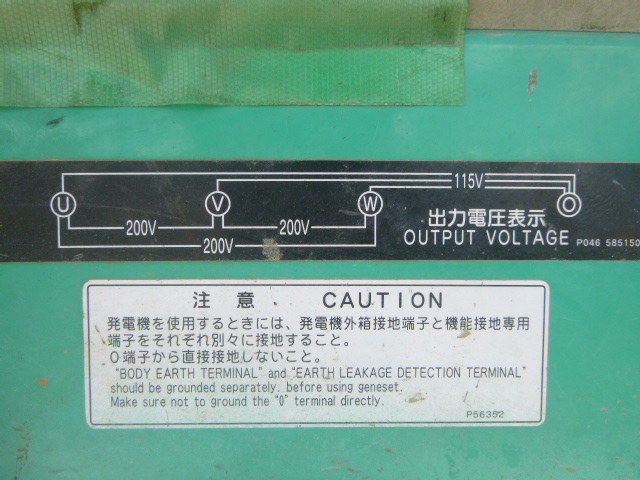 115V
U V W O
200V 200V
200V
出力電圧表示
OUTPUT VOLTAGE P046 585150
注意 CAUTION
発電機を使用するときには、発電機外箱接地端子と機能接地専用
端子をそれぞれ別々に接地すること。
O端子から直接接地しないこと。
"BODY EARTH TERMINAL" and "EARTH LEAKAGE DETECTION TERMINAL"
should be grounded separately, before using geneset.
Make sure not to ground the "0" terminal directly.
P56352